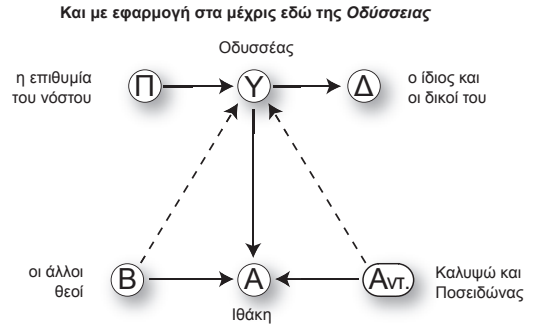 Και με εφαρμογή στα μέχρις εδώ της Οδύσσειας
Οδυσσέας
η επιθυμία
του νόστου
Π
Υ
Δ
ο ίδιος και
οι δικοί του
οι άλλοι
θεοί
Β
Α
Αντ.
Καλυψώ και
Ποσειδώνας
Ιθάκη